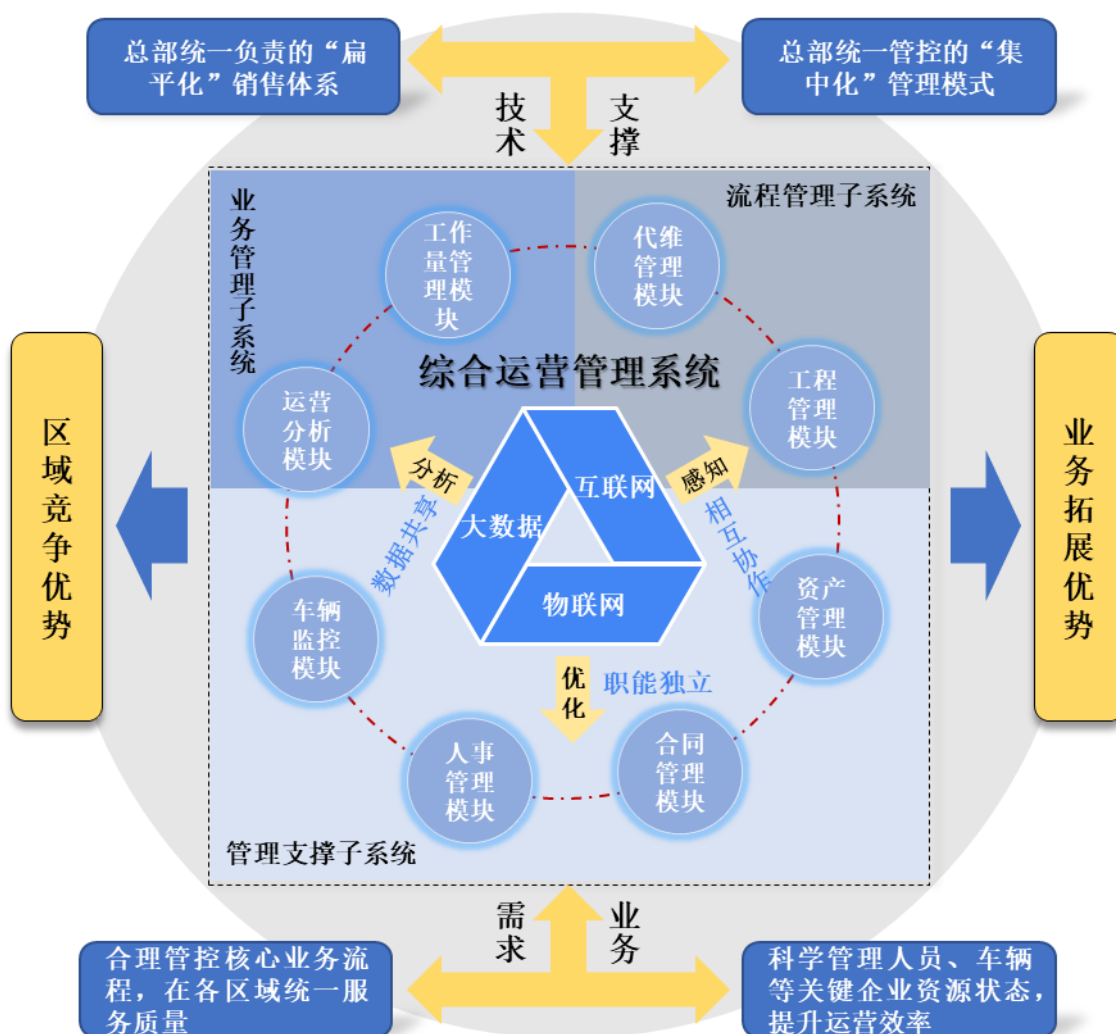 总部统一负责的“扁
平化”销售体系
总部统一管控的“集
中化”管理模式
技术
支撑
业务管理子系统
流程管理子系统
工作
量管
理模
块
代维
管理
模块
综合运营管理系统
运营
分析
模块
工程
管理
模块
区域竞争优势
业务拓展优势
分析
感知
数据共享
相互协作
大数据
互联网
物联网
车辆
监控
模块
资产
管理
模块
优化
职能独立
人事
管理
模块
合同
管理
模块
管理支撑子系统
需求
业务
合理管控核心业务流
程，在各区域统一服
务质量
科学管理人员、车辆
等关键企业资源状态，
提升运营效率